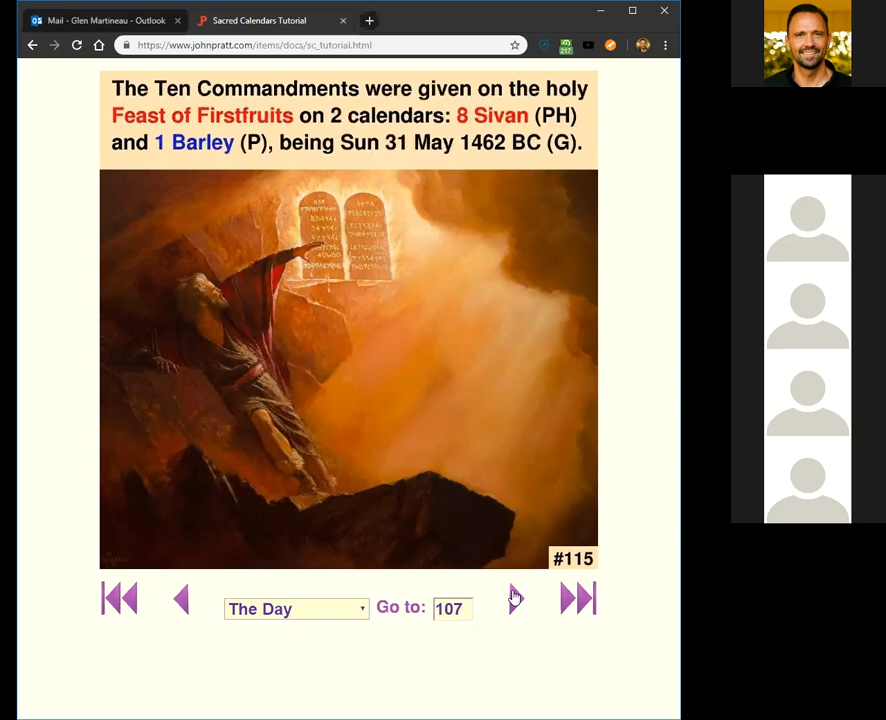 Mail - Glen Martineau - Outlook
Sacred Calendars Tutorial
https://www.johnpratt.com/items/docs/sc_tutorial.html
217
The Ten Commandments were given on the holy
Feast of Firstfruits on 2 calendars: 8 Sivan (PH)
and 1 Barley (P), being Sun 31 May 1462 BC (G).
#115
The Day
Go to: 107